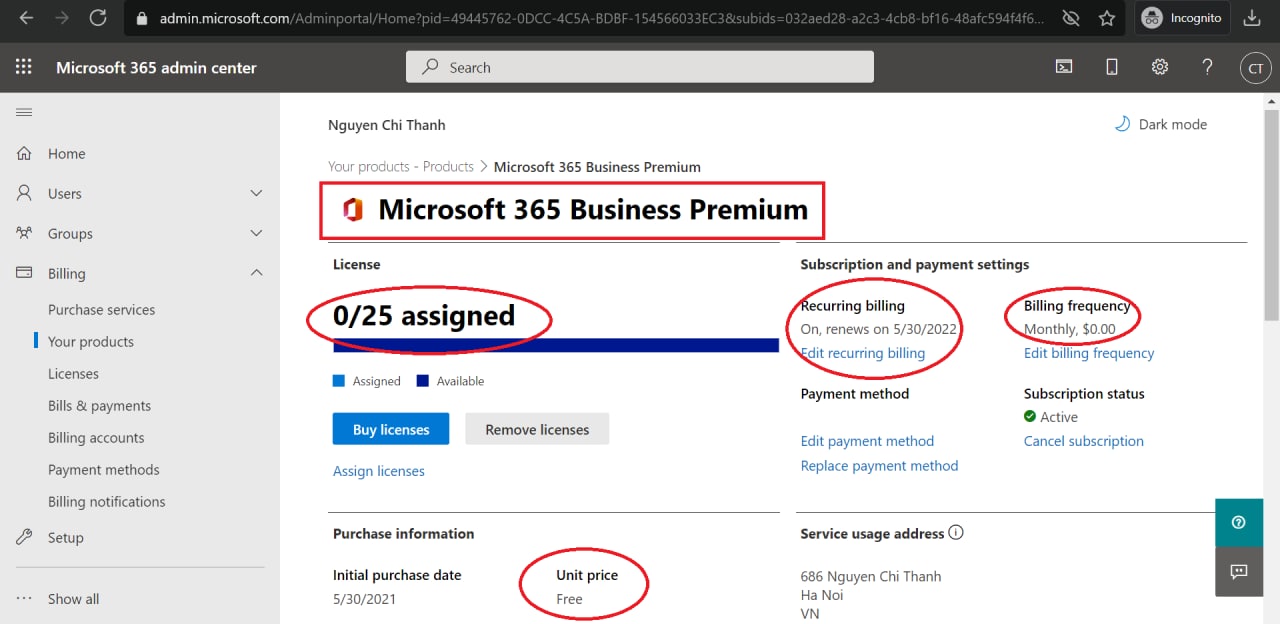 admin.microsoft.com/Adminportal/Home?pid=49445762-0DCC-4C5A-BDBF-154566033EC3&subids=032aed28-a2c3-4cb8-bf16-48afc594f4f6...
Incognito
Microsoft 365 admin center
Search
CT
Nguyen Chi Thanh
Dark mode
Home
Users
Groups
Billing
Purchase services
Your products
Licenses
Bills & payments
Billing accounts
Payment methods
Billing notifications
Setup
Show all
Your products - Products > Microsoft 365 Business Premium
Microsoft 365 Business Premium
License
0/25 assigned
Assigned Available
Buy licenses Remove licenses
Assign licenses
Subscription and payment settings
Recurring billing
On, renews on 5/30/2022
Edit recurring billing
Billing frequency
Monthly, $0.00
Edit billing frequency
Payment method
Edit payment method
Replace payment method
Subscription status
Active
Cancel subscription
Purchase information
Initial purchase date
5/30/2021
Unit price
Free
Service usage address
686 Nguyen Chi Thanh
Ha Noi
VN